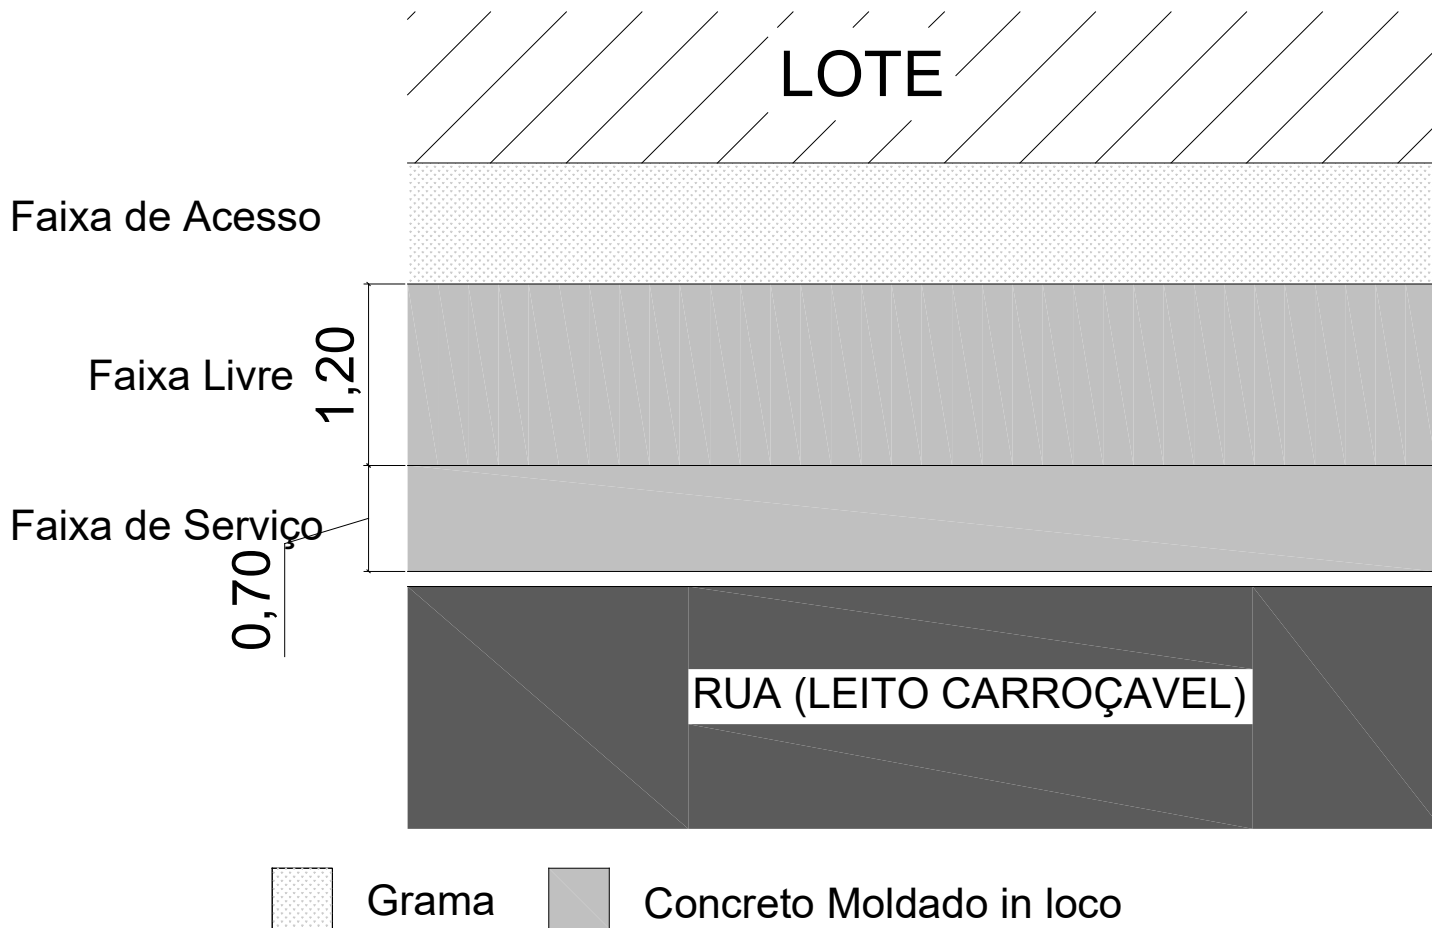 LOTE
Faixa de Acesso
Faixa Livre
1,20
Faixa de Serviço
0,70
RUA (LEITO CARROÇAVEL)
Grama
Concreto Moldado in loco